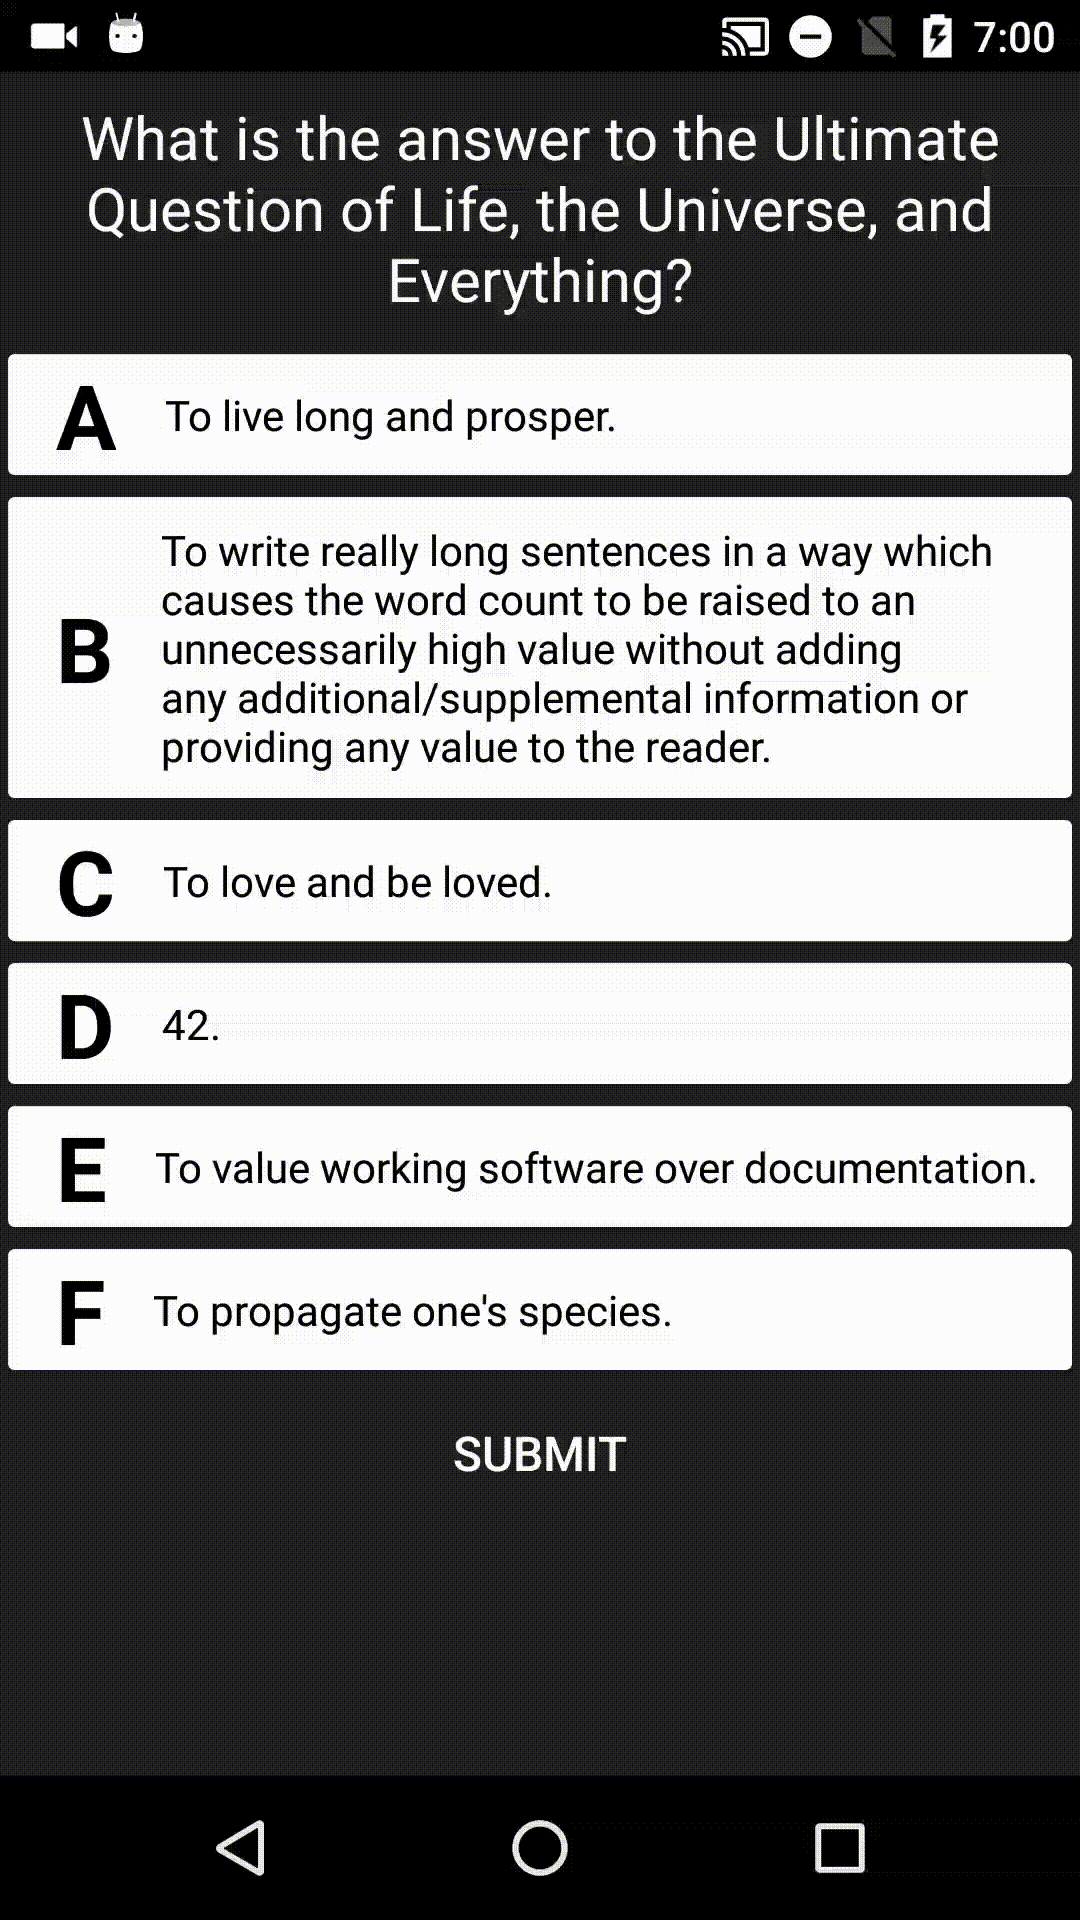 7:00
What is the answer to the Ultimate
Question of Life, the Universe, and
Everything?
A To live long and prosper.
B To write really long sentences in a way which
causes the word count to be raised to an
unnecessarily high value without adding
any additional/supplemental information or
providing any value to the reader.
C To love and be loved.
D 42.
E To value working software over documentation.
F To propagate one's species.
SUBMIT